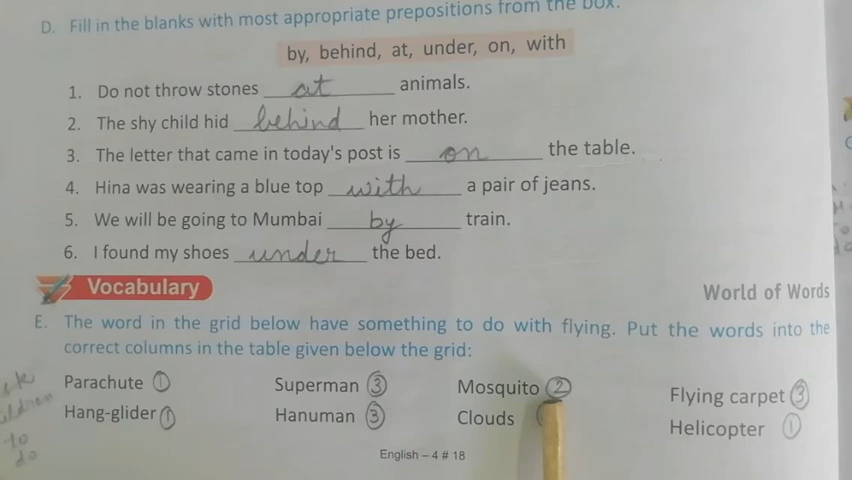 D. Fill in the blanks with most appropriate prepositions from the box.
by, behind, at, under, on, with
1. Do not throw stones at animals.
2. The shy child hid behind her mother.
3. The letter that came in today's post is on the table.
4. Hina was wearing a blue top with a pair of jeans.
5. We will be going to Mumbai by train.
6. I found my shoes under the bed.
Vocabulary
World of Words
E. The word in the grid below have something to do with flying. Put the words into the
correct columns in the table given below the grid:
Parachute 1 Superman 3 Mosquito 2 Flying carpet 3
Hang-glider 1 Hanuman 3 Clouds Helicopter 1
to
do
English – 4 # 18